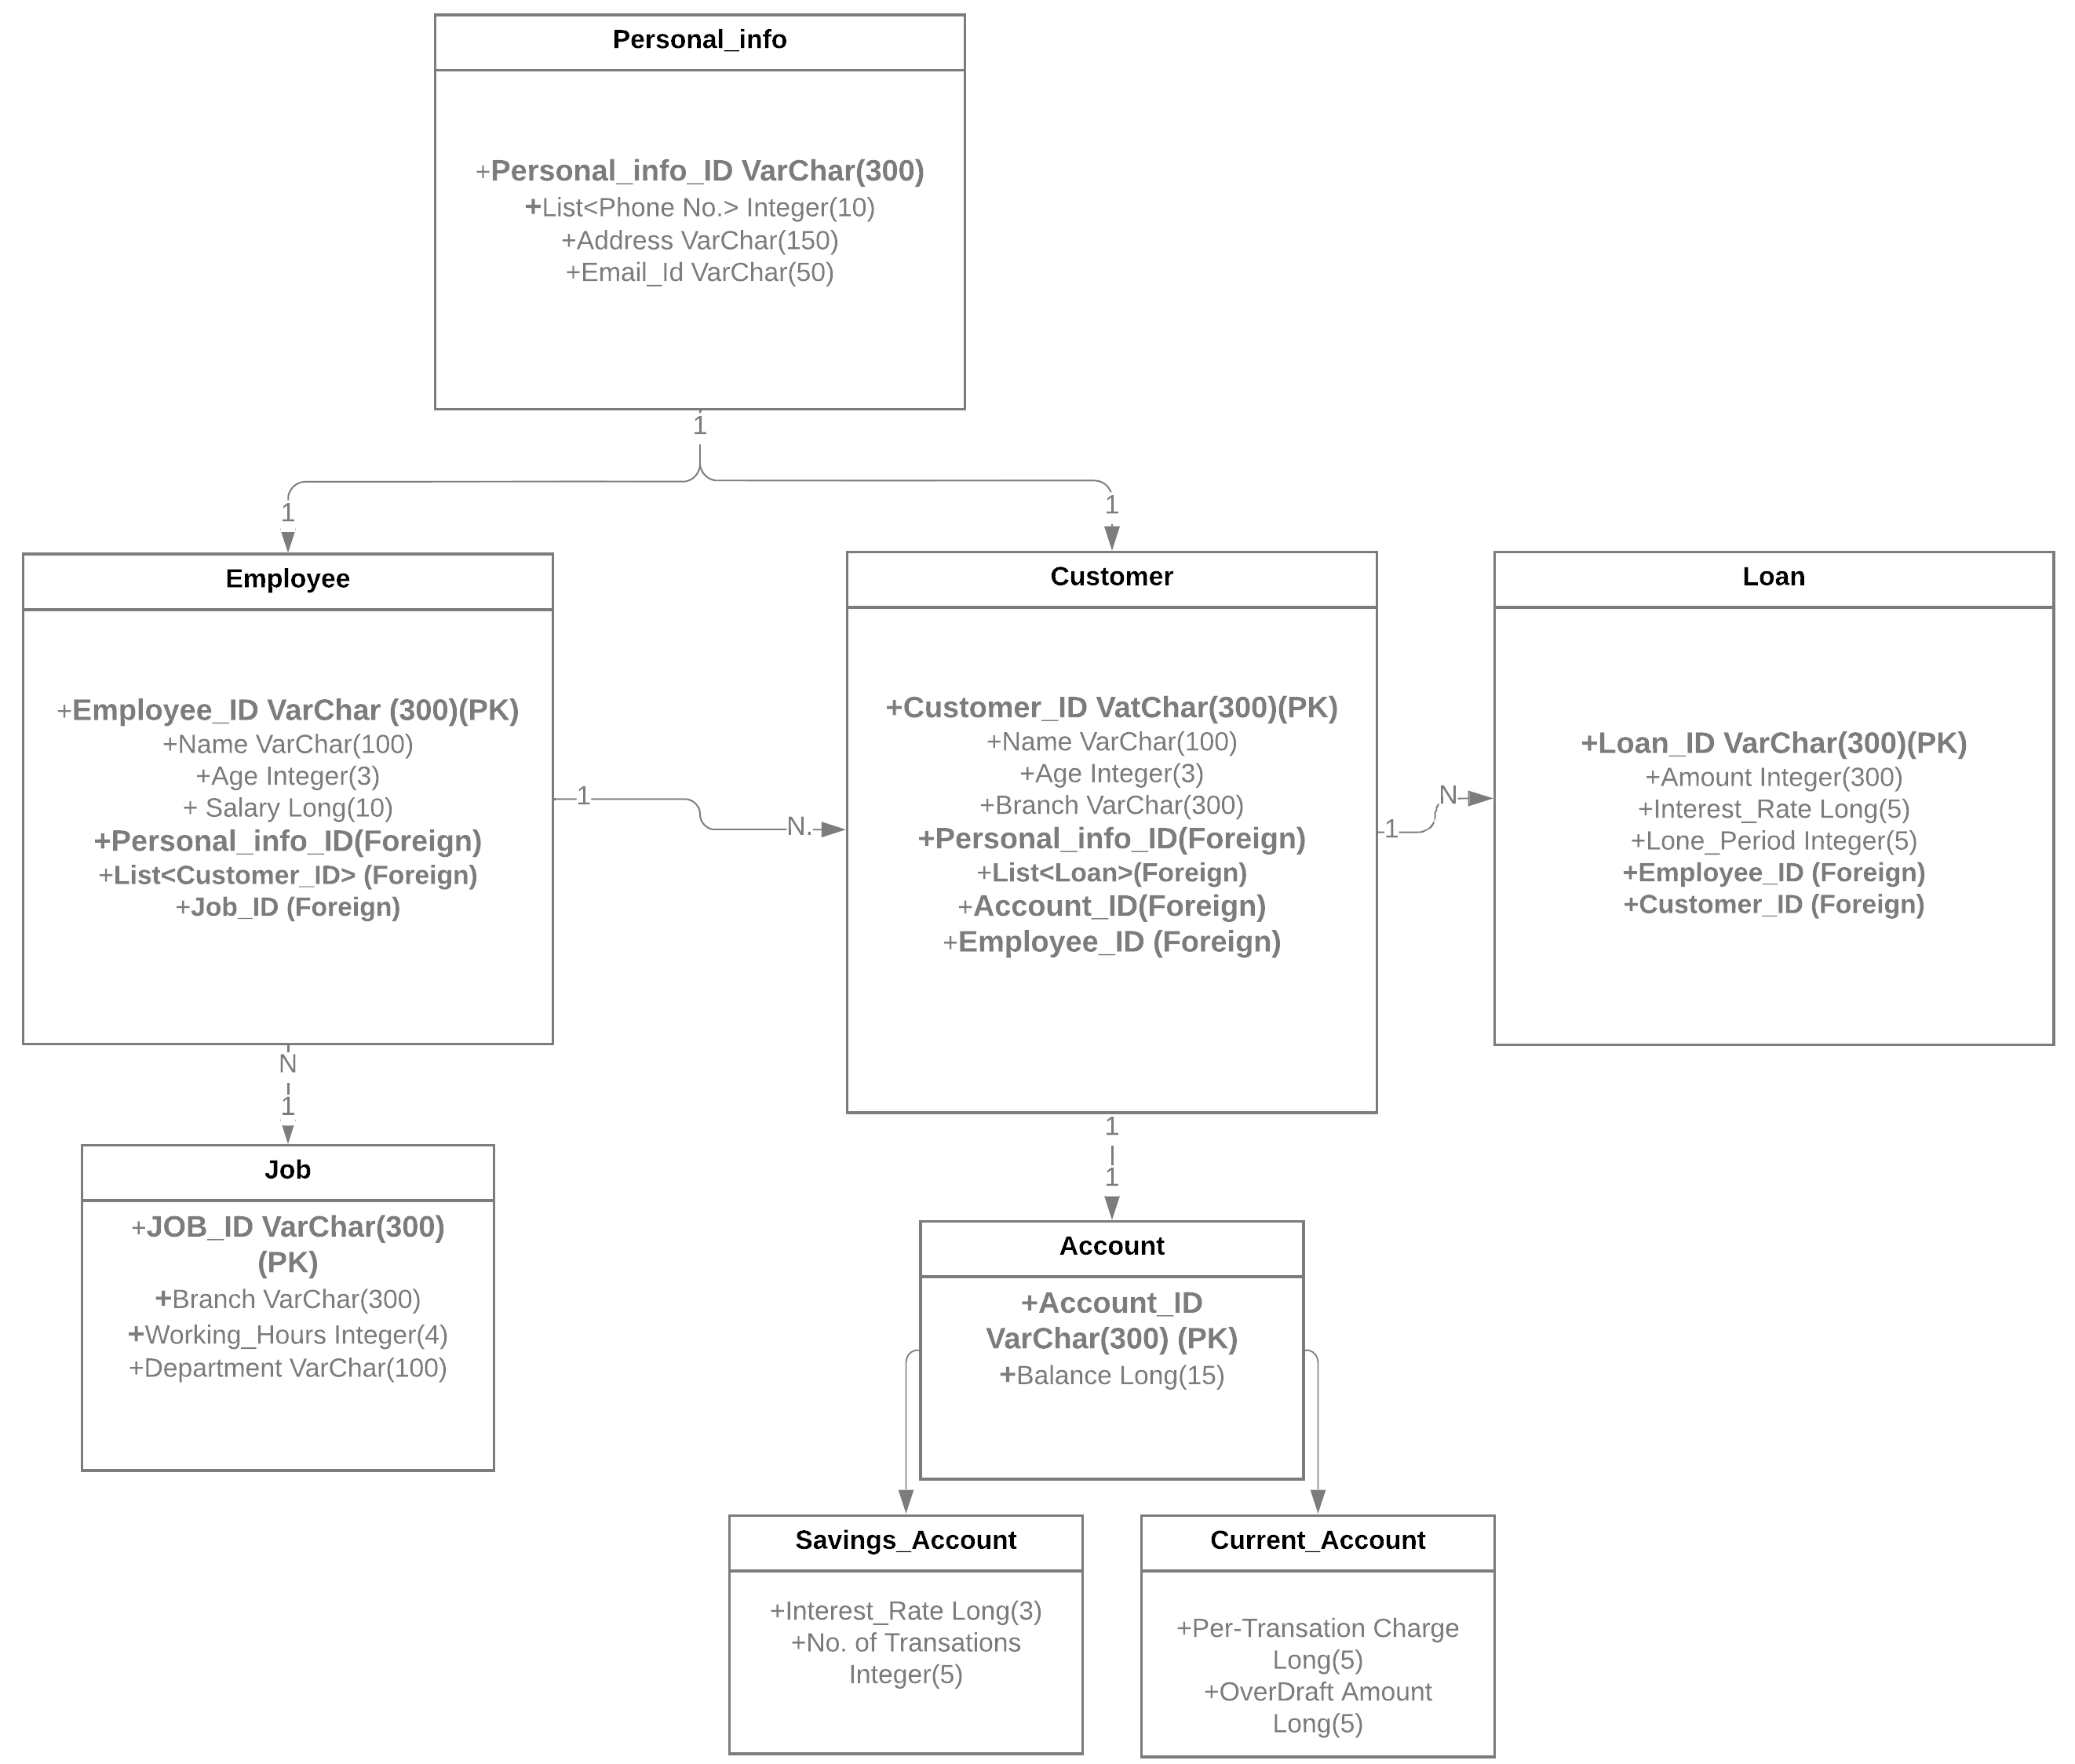 Personal_info
+Personal_info_ID VarChar(300)
+List<Phone No.> Integer(10)
+Address VarChar(150)
+Email_Id VarChar(50)
1
1
1
Employee
+Employee_ID VarChar (300)(PK)
+Name VarChar(100)
+Age Integer(3)
+ Salary Long(10)
+Personal_info_ID(Foreign)
+List<Customer_ID> (Foreign)
+Job_ID (Foreign)
1
N.
Customer
+Customer_ID VatChar(300)(PK)
+Name VarChar(100)
+Age Integer(3)
+Branch VarChar(300)
+Personal_info_ID(Foreign)
+List<Loan>(Foreign)
+Account_ID(Foreign)
+Employee_ID (Foreign)
1
N
Loan
+Loan_ID VarChar(300)(PK)
+Amount Integer(300)
+Interest_Rate Long(5)
+Lone_Period Integer(5)
+Employee_ID (Foreign)
+Customer_ID (Foreign)
N
1
Job
+JOB_ID VarChar(300)
(PK)
+Branch VarChar(300)
+Working_Hours Integer(4)
+Department VarChar(100)
1
1
Account
+Account_ID
VarChar(300) (PK)
+Balance Long(15)
Savings_Account
+Interest_Rate Long(3)
+No. of Transations
Integer(5)
Current_Account
+Per-Transation Charge
Long(5)
+OverDraft Amount
Long(5)